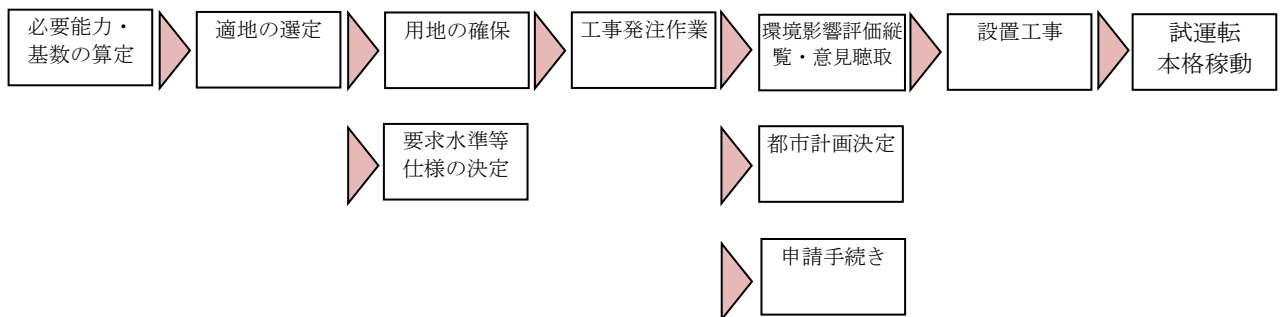 必要能力・
基数の算定
適地の選定
用地の確保
工事発注作業
環境影響評価縦
覧・意見聴取
設置工事
試運転
本格稼動
要求水準等
仕様の決定
都市計画決定
申請手続き